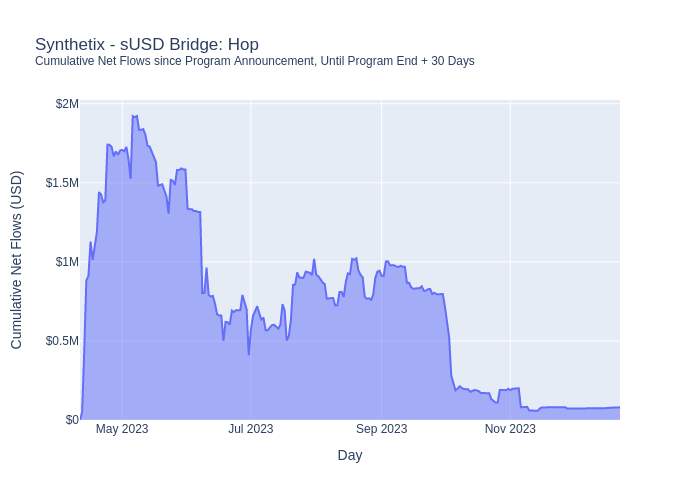 Synthetix - sUSD Bridge: Hop
Cumulative Net Flows since Program Announcement, Until Program End + 30 Days
Cumulative Net Flows (USD)
$2M
$1.5M
$1M
$0.5M
$0
May 2023
Jul 2023
Sep 2023
Nov 2023
Day